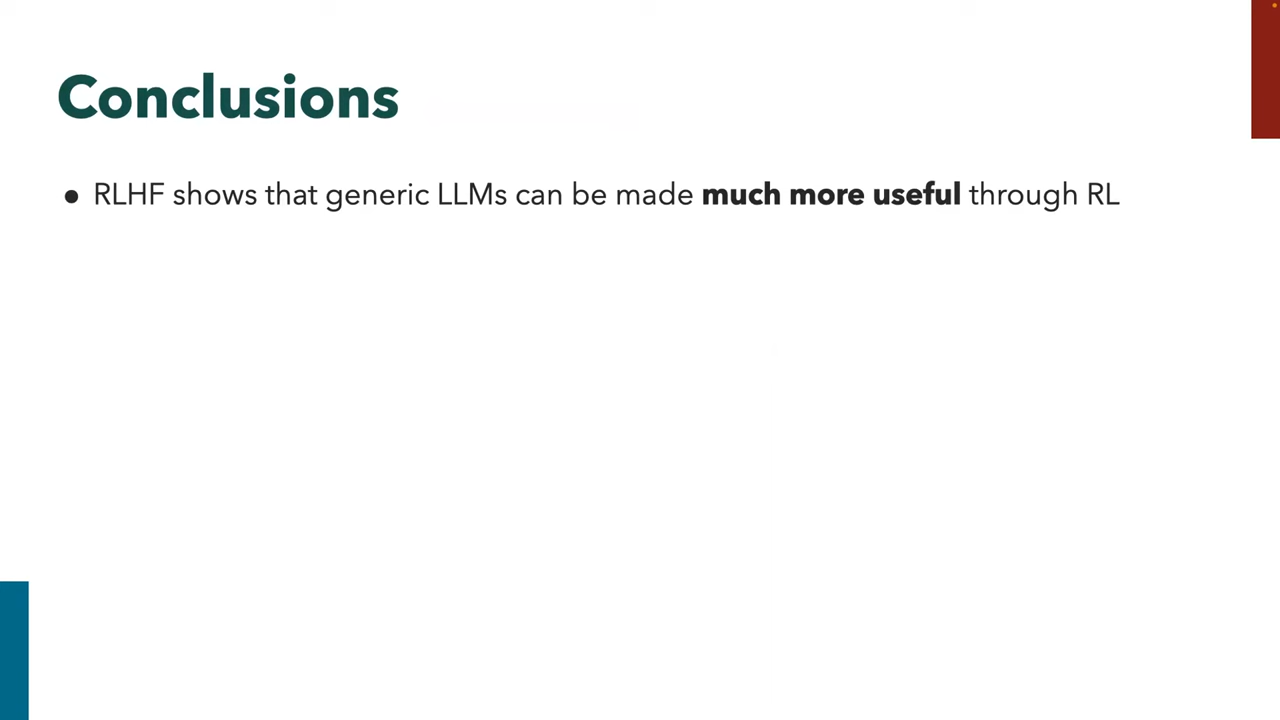 Conclusions
● RLHF shows that generic LLMs can be made much more useful through RL